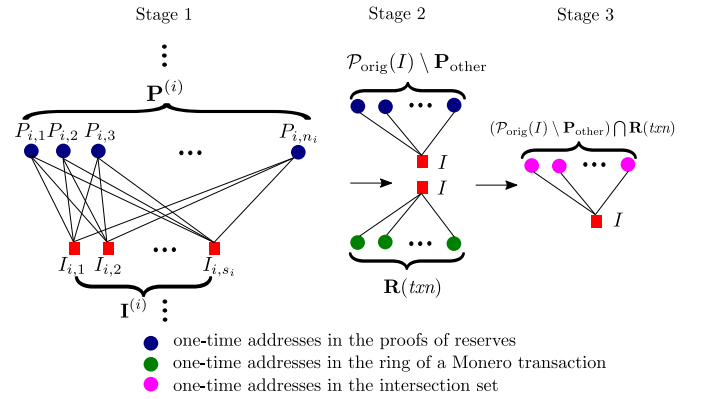 Stage 1
Stage 2
Stage 3
⋮
P^(i)
P_{i,1} P_{i,2} P_{i,3} P_{i,n_i}
⋯
I_{i,1} I_{i,2} I_{i,s_i}
⋯
I^(i)
⋮
𝒫_orig(I) \ P_other
⋯
I
I
⋯
R(txn)
(𝒫_orig(I) \ P_other) ⋂ R(txn)
⋯
I
one-time addresses in the proofs of reserves
one-time addresses in the ring of a Monero transaction
one-time addresses in the intersection set